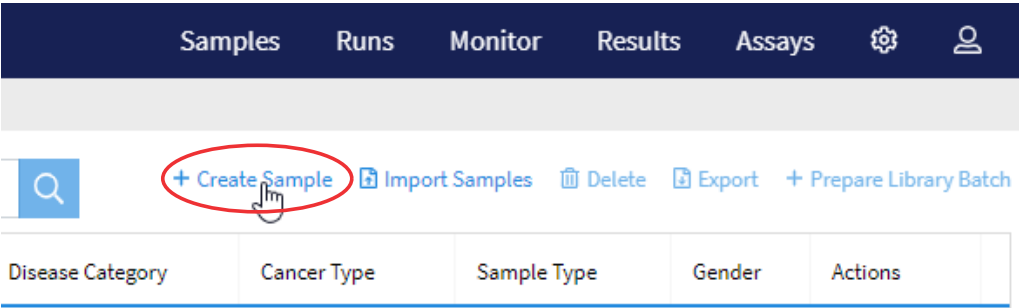 Samples Runs Monitor Results Assays
+ Create Sample Import Samples Delete Export + Prepare Library Batch
Disease Category Cancer Type Sample Type Gender Actions